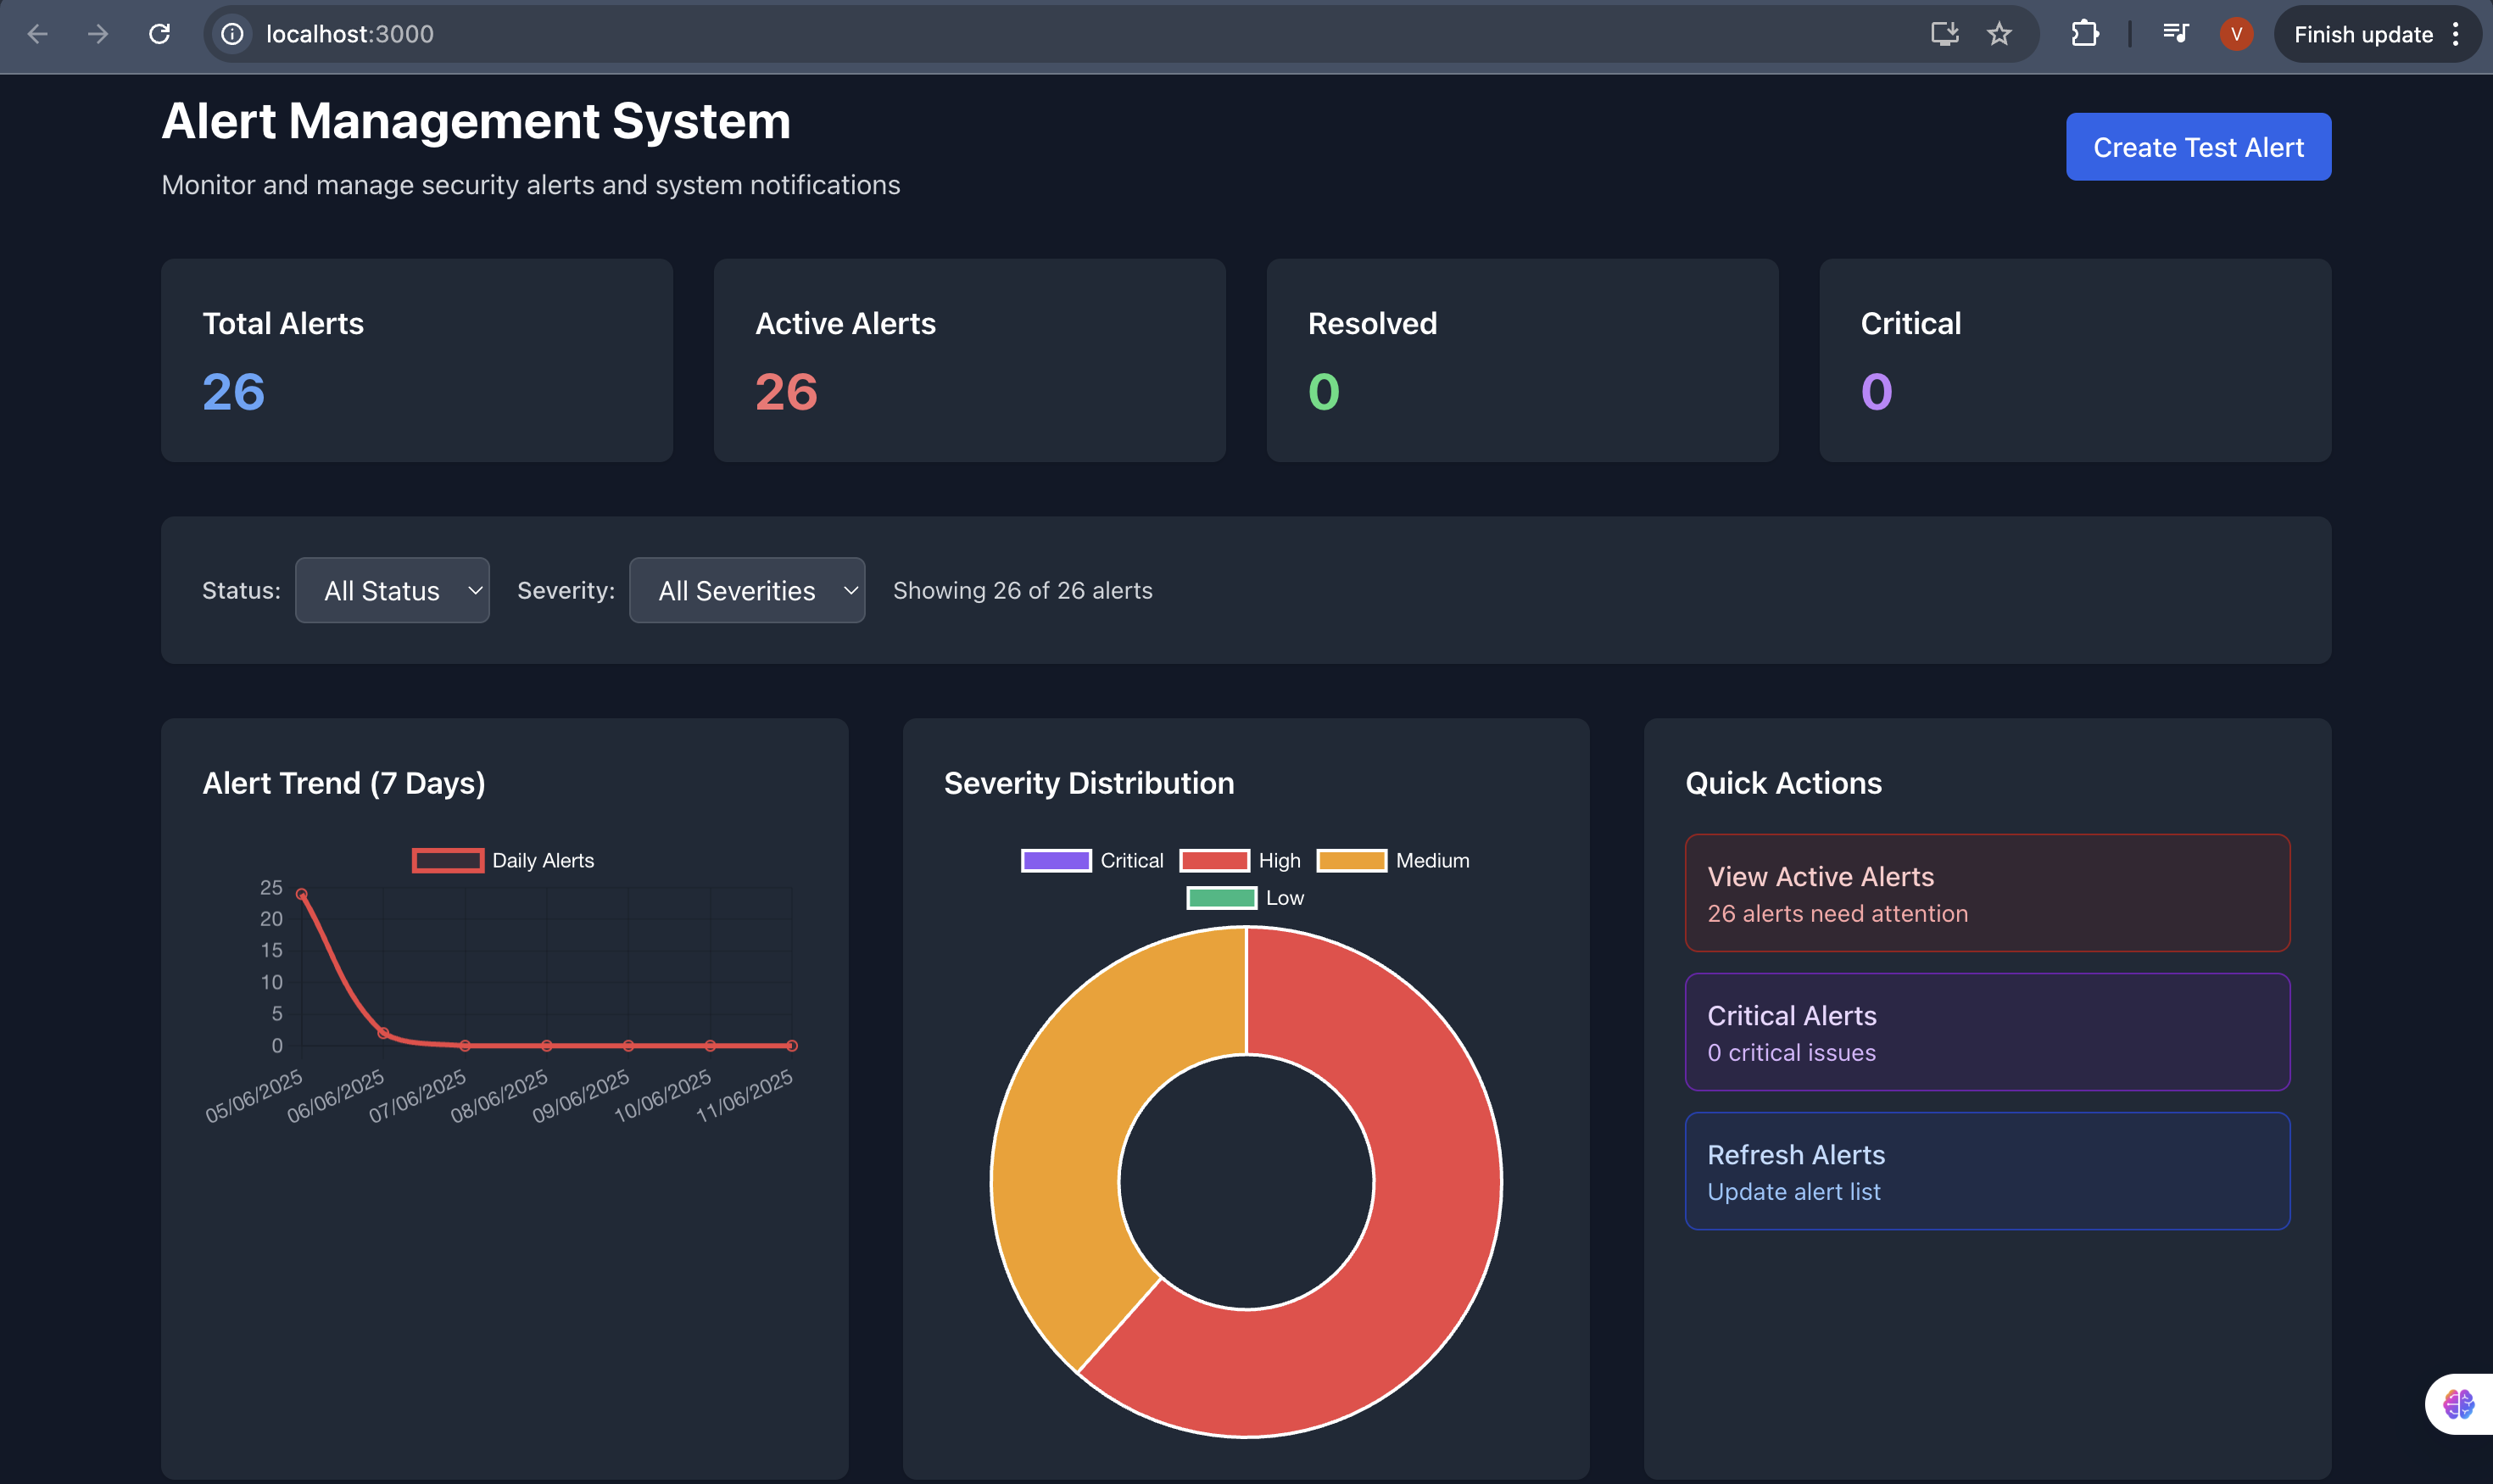 localhost:3000
V
Finish update
Alert Management System
Monitor and manage security alerts and system notifications
Create Test Alert
Total Alerts
26
Active Alerts
26
Resolved
0
Critical
0
Status:
All Status
Severity:
All Severities
Showing 26 of 26 alerts
Alert Trend (7 Days)
Daily Alerts
25
20
15
10
5
0
05/06/2025
06/06/2025
07/06/2025
08/06/2025
09/06/2025
10/06/2025
11/06/2025
Severity Distribution
Critical
High
Medium
Low
Quick Actions
View Active Alerts
26 alerts need attention
Critical Alerts
0 critical issues
Refresh Alerts
Update alert list